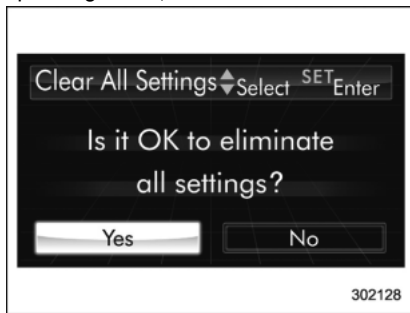 Clear All Settings Select SET Enter
Is it OK to eliminate
all settings?
Yes No
302128